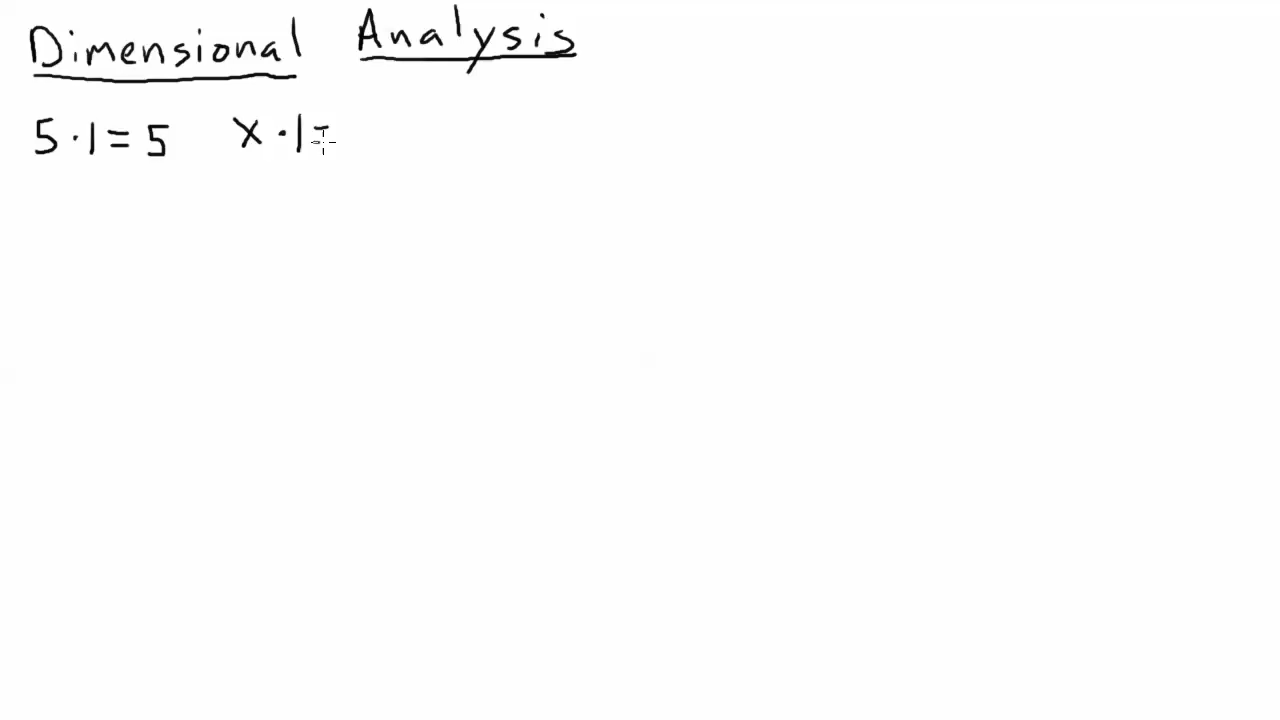 Dimensional Analysis
5 · 1 = 5 x · 1 =